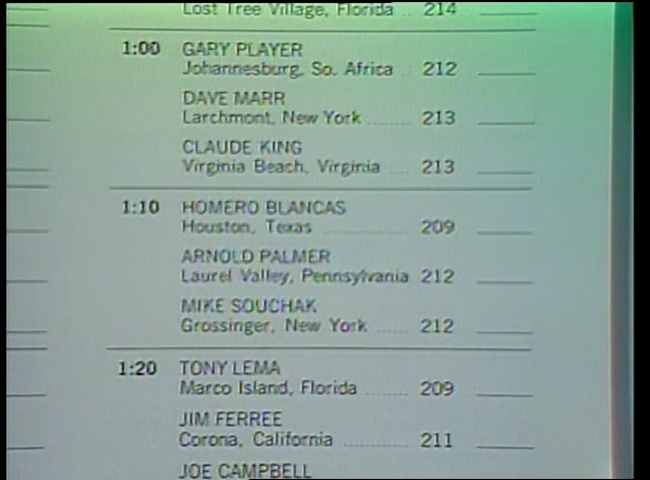 Lost Tree Village, Florida .. 214
1:00 GARY PLAYER
Johannesburg, So. Africa .. 212
DAVE MARR
Larchmont, New York ........ 213
CLAUDE KING
Virginia Beach, Virginia .... 213
1:10 HOMERO BLANCAS
Houston, Texas ................ 209
ARNOLD PALMER
Laurel Valley, Pennsylvania 212
MIKE SOUCHAK
Grossinger, New York ...... 212
1:20 TONY LEMA
Marco Island, Florida ........ 209
JIM FERREE
Corona, California ............ 211
JOE CAMPBELL